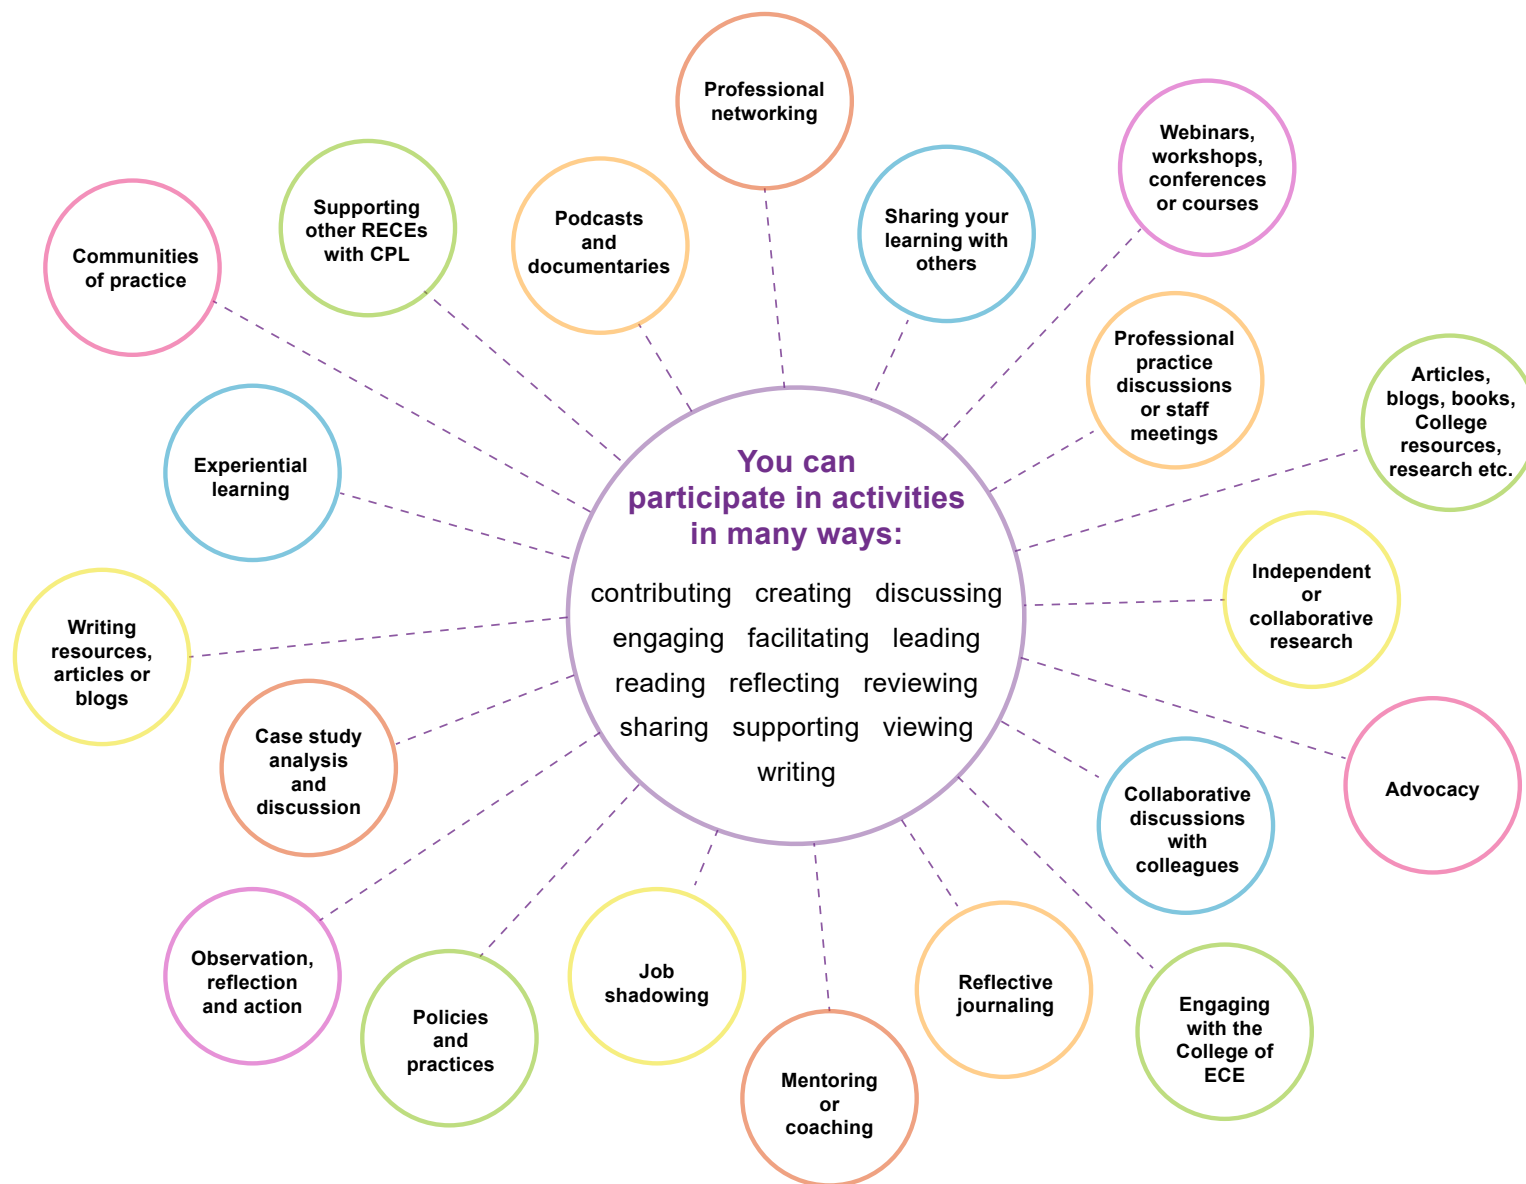 Professional
networking
Webinars,
workshops,
conferences
or courses
Supporting
other RECEs
with CPL
Podcasts
and
documentaries
Sharing your
learning with
others
Communities
of practice
Professional
practice
discussions
or staff
meetings
Articles,
blogs, books,
College
resources,
research etc.
Experiential
learning
You can
participate in activities
in many ways:
contributing creating discussing
engaging facilitating leading
reading reflecting reviewing
sharing supporting viewing
writing
Independent
or
collaborative
research
Writing
resources,
articles or
blogs
Case study
analysis
and
discussion
Collaborative
discussions
with
colleagues
Advocacy
Observation,
reflection
and action
Policies
and
practices
Job
shadowing
Mentoring
or
coaching
Reflective
journaling
Engaging
with the
College of
ECE